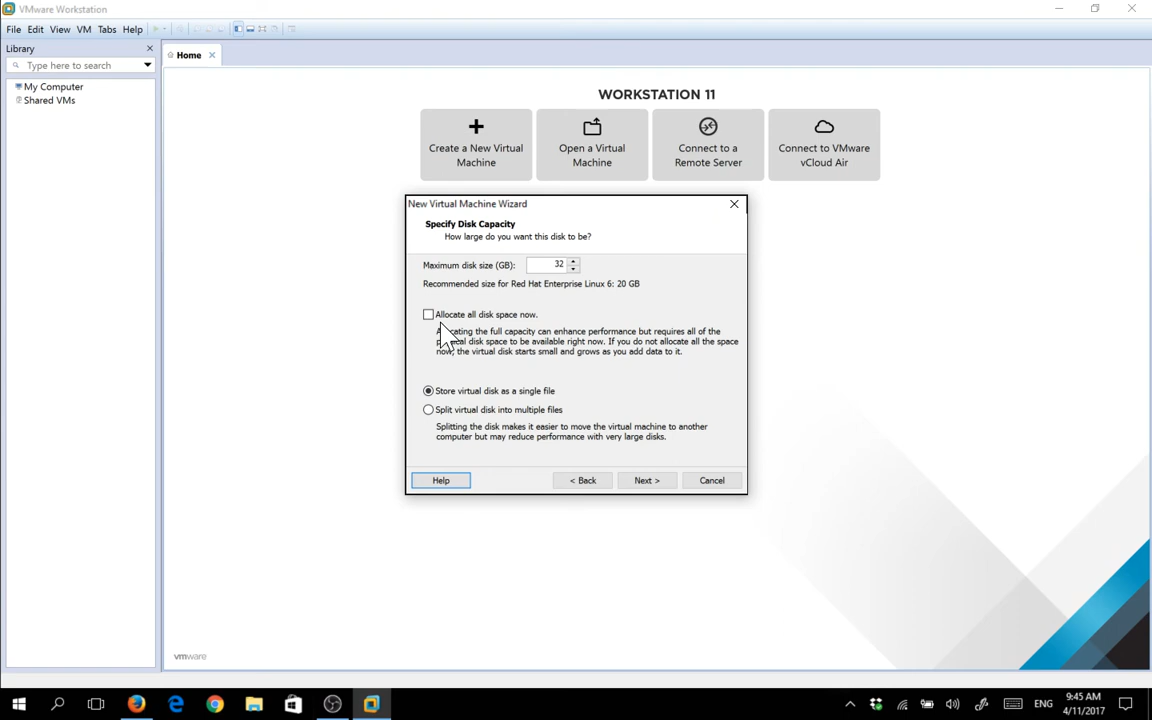 VMware Workstation
File Edit View VM Tabs Help
Library
Type here to search
Home
My Computer
Shared VMs
WORKSTATION 11
Create a New Virtual
Machine
Open a Virtual
Machine
Connect to a
Remote Server
Connect to VMware
vCloud Air
New Virtual Machine Wizard
Specify Disk Capacity
How large do you want this disk to be?
Maximum disk size (GB): 32
Recommended size for Red Hat Enterprise Linux 6: 20 GB
Allocate all disk space now.
the full capacity can enhance performance but requires all of the
disk space to be available right now. If you do not allocate all the space
the virtual disk starts small and grows as you add data to it.
Store virtual disk as a single file
Split virtual disk into multiple files
Splitting the disk makes it easier to move the virtual machine to another
computer but may reduce performance with very large disks.
Help
< Back
Next >
Cancel
vmware
ENG
9:45 AM
4/11/2017